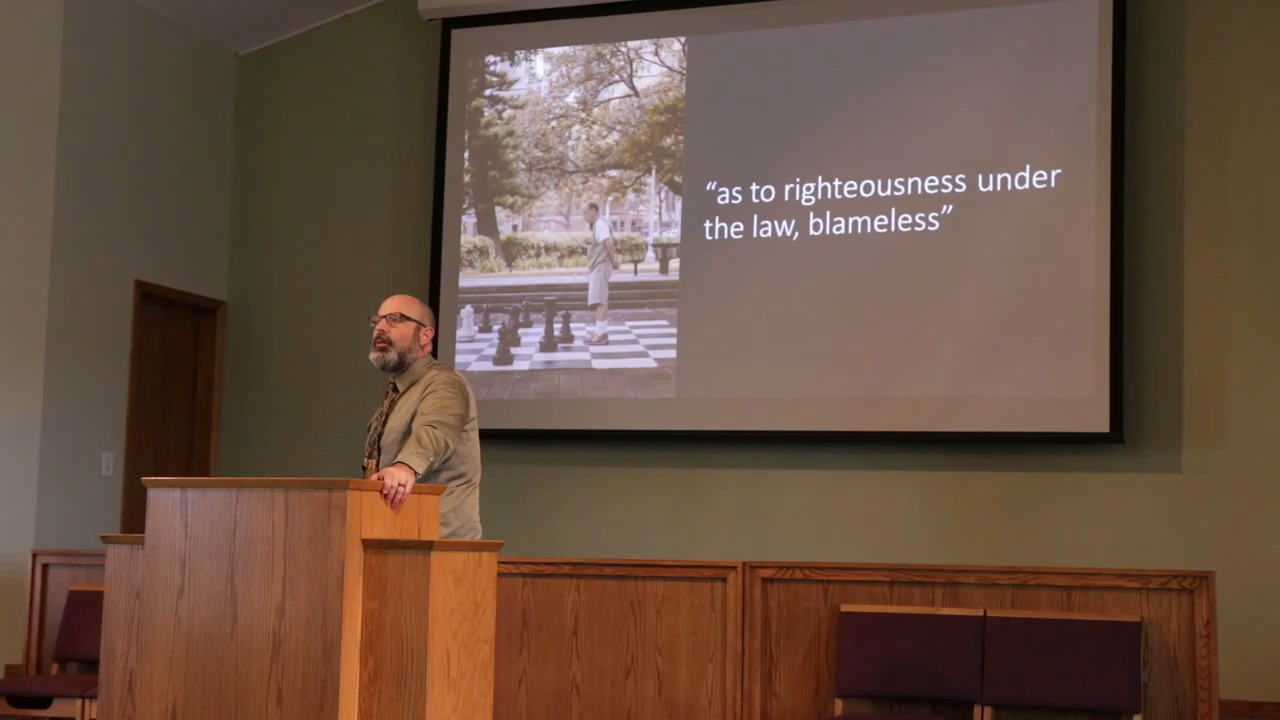 “as to righteousness under
the law, blameless”